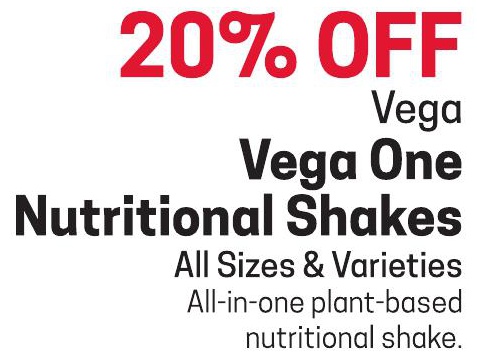 20% OFF
Vega
Vega One
Nutritional Shakes
All Sizes & Varieties
All-in-one plant-based
nutritional shake.